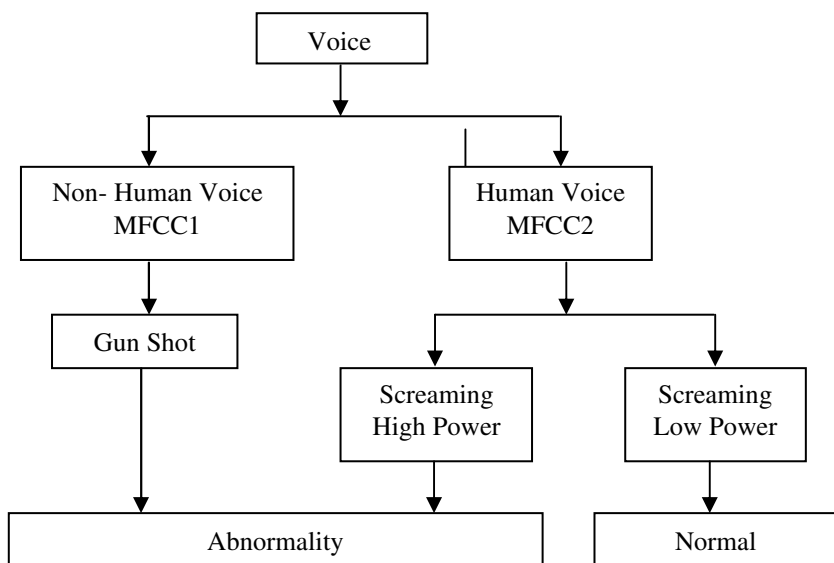 Voice
Non- Human Voice
MFCC1
Human Voice
MFCC2
Gun Shot
Screaming
High Power
Screaming
Low Power
Abnormality
Normal